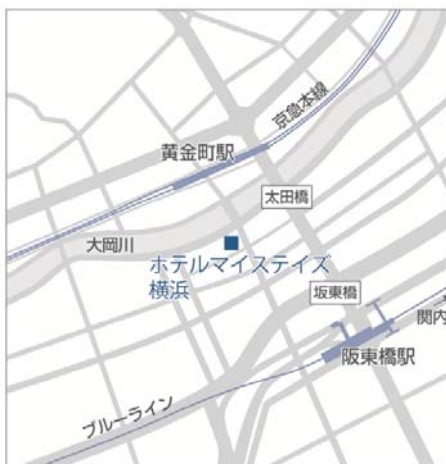 京急本線
黄金町駅
太田橋
大岡川
ホテルマイステイズ
横浜
坂東橋
関内
阪東橋駅
ブルーライン